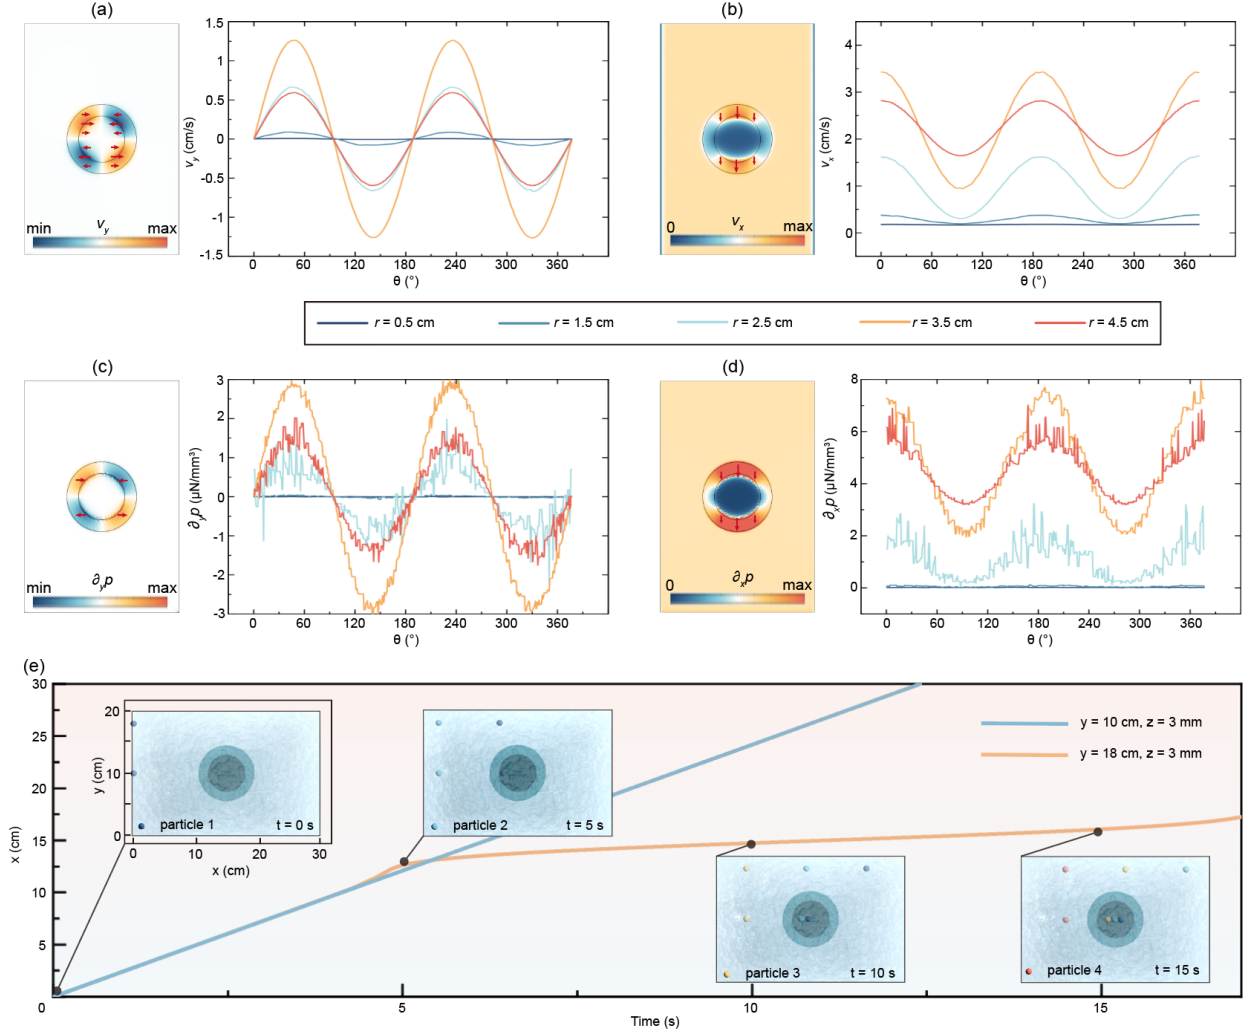 (a)
(b)
1.5
1
0.5
0
-0.5
-1
-1.5
v_y (cm/s)
0 60 120 180 240 300 360
θ (°)
v_y
min max
4
3
2
1
0
v_x (cm/s)
0 60 120 180 240 300 360
θ (°)
v_x
0 max
r = 0.5 cm r = 1.5 cm r = 2.5 cm r = 3.5 cm r = 4.5 cm
(c)
(d)
3
2
1
0
-1
-2
-3
∂_yp (μN/mm³)
0 60 120 180 240 300 360
θ (°)
∂_yp
min max
8
6
4
2
0
∂_xp (μN/mm³)
0 60 120 180 240 300 360
θ (°)
∂_xp
0 max
(e)
30
25
20
15
10
5
0
x (cm)
0 5 10 15
Time (s)
y = 10 cm, z = 3 mm
y = 18 cm, z = 3 mm
20
10
0
y (cm)
particle 1 t = 0 s
0 10 20 30
x (cm)
particle 2 t = 5 s
particle 3 t = 10 s
particle 4 t = 15 s